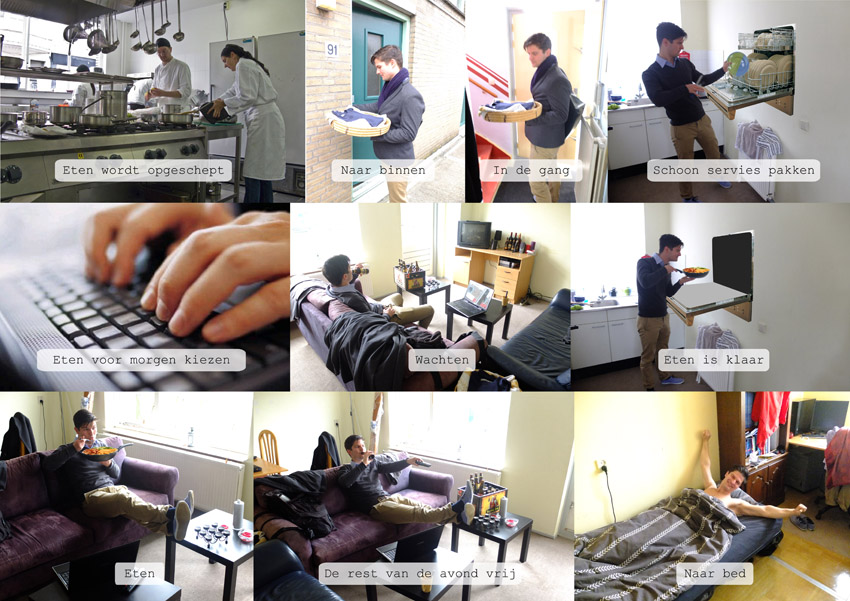 Eten wordt opgeschept
91
Naar binnen
In de gang
Schoon servies pakken
Eten voor morgen kiezen
Wachten
Eten is klaar
Eten
De rest van de avond vrij
Naar bed